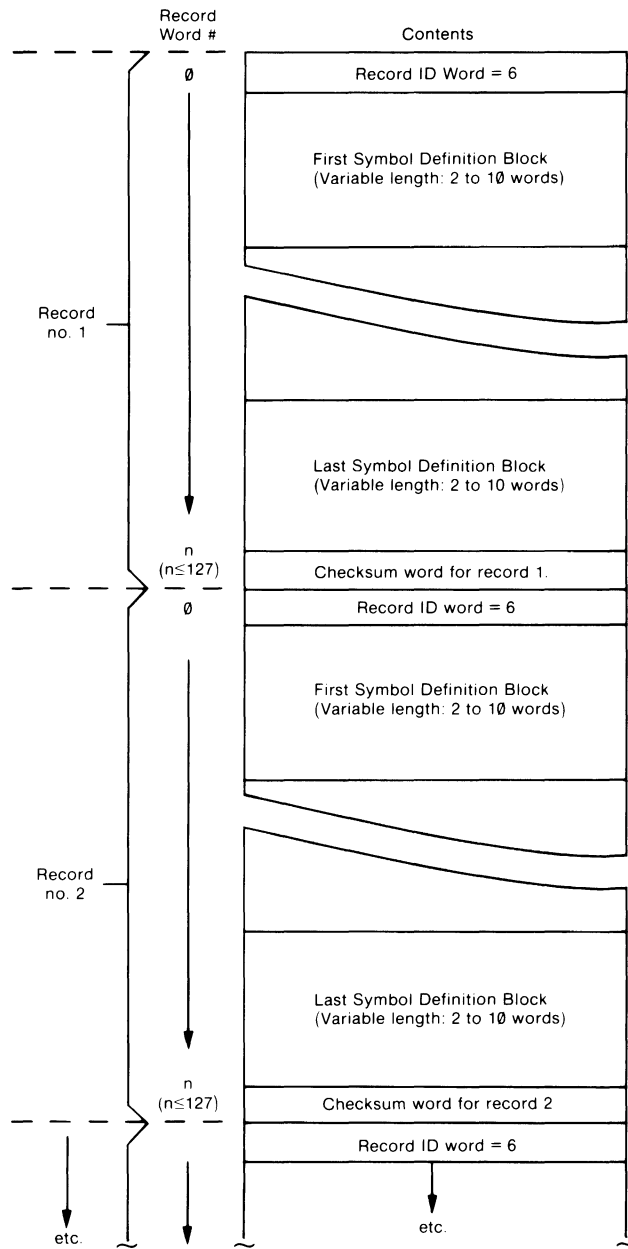 Record
Word #
Contents
Ø
Record ID Word = 6
First Symbol Definition Block
(Variable length: 2 to 1Ø words)
Record
no. 1
Last Symbol Definition Block
(Variable length: 2 to 10 words)
n
(n≤127)
Checksum word for record 1.
Ø
Record ID word = 6
First Symbol Definition Block
(Variable length: 2 to 1Ø words)
Record
no. 2
Last Symbol Definition Block
(Variable length: 2 to 1Ø words)
n
(n≤127)
Checksum word for record 2
Record ID word = 6
etc.
etc.